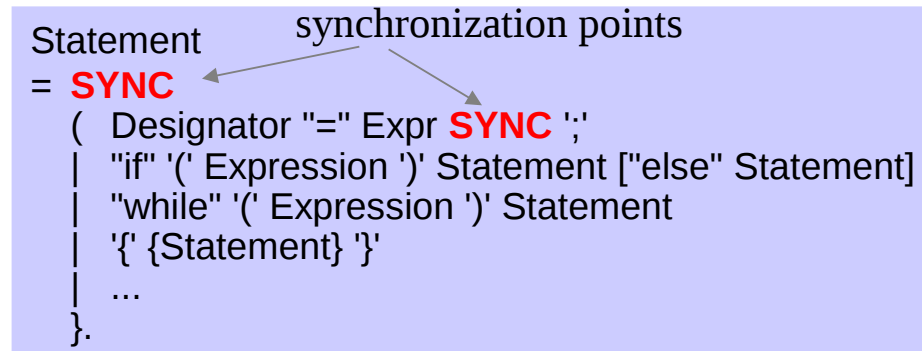 synchronization points
Statement
= SYNC
( Designator "=" Expr SYNC ';'
| "if" '(' Expression ')' Statement ["else" Statement]
| "while" '(' Expression ')' Statement
| '{' {Statement} '}'
| ...
}.